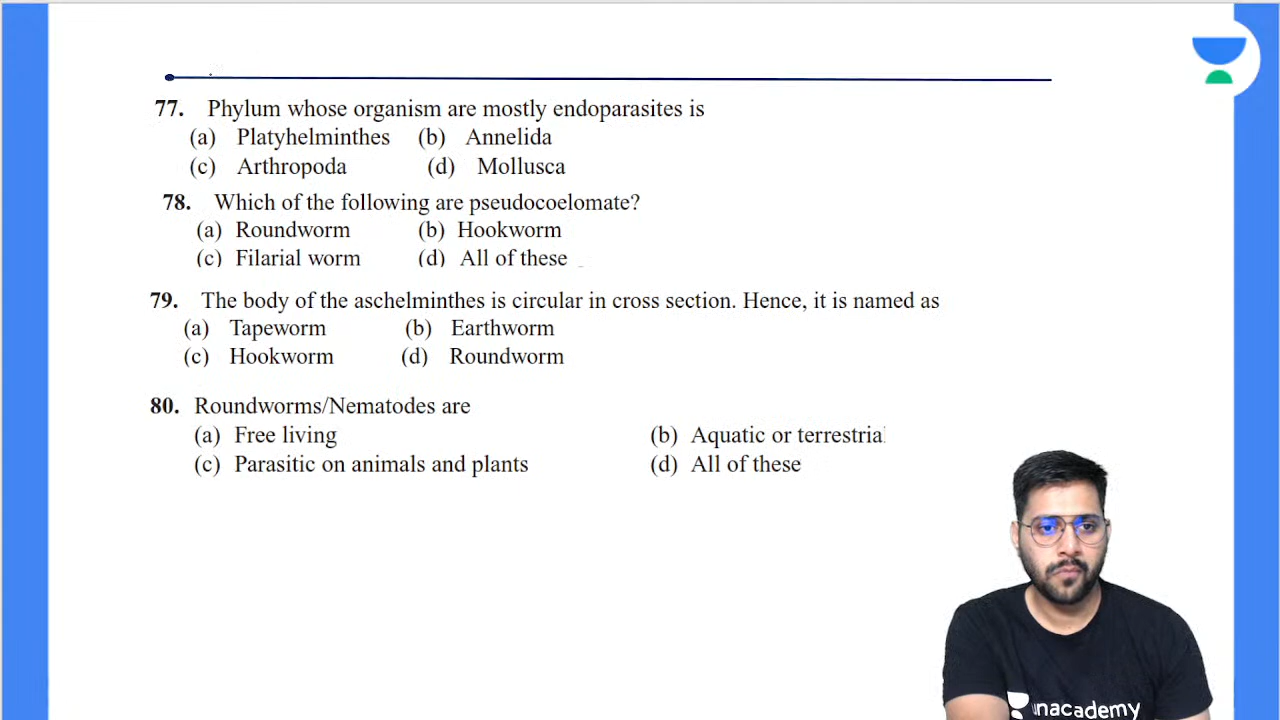 77. Phylum whose organism are mostly endoparasites is
(a) Platyhelminthes (b) Annelida
(c) Arthropoda (d) Mollusca
78. Which of the following are pseudocoelomate?
(a) Roundworm (b) Hookworm
(c) Filarial worm (d) All of these
79. The body of the aschelminthes is circular in cross section. Hence, it is named as
(a) Tapeworm (b) Earthworm
(c) Hookworm (d) Roundworm
80. Roundworms/Nematodes are
(a) Free living (b) Aquatic or terrestrial
(c) Parasitic on animals and plants (d) All of these
unacademy